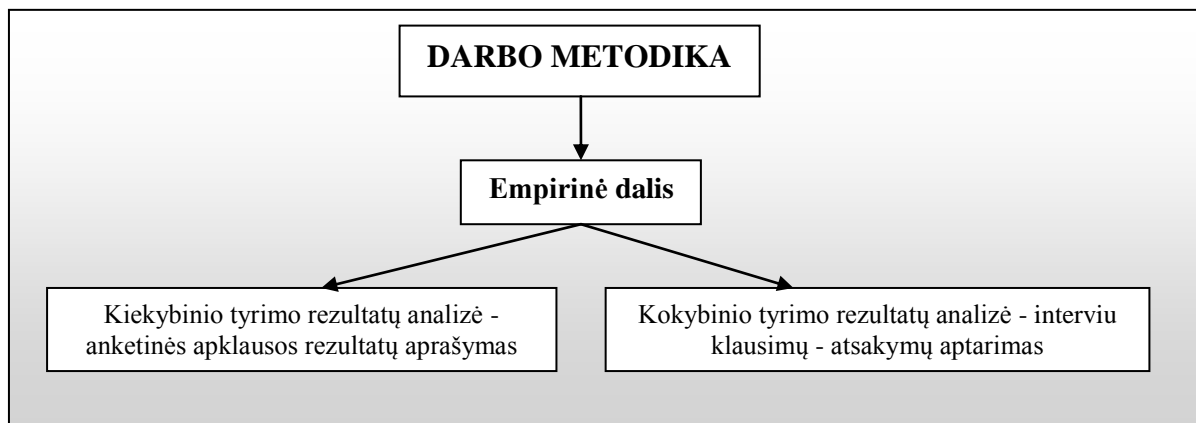 DARBO METODIKA
Empirinė dalis
Kiekybinio tyrimo rezultatų analizė -
anketinės apklausos rezultatų aprašymas
Kokybinio tyrimo rezultatų analizė - interviu
klausimų - atsakymų aptarimas